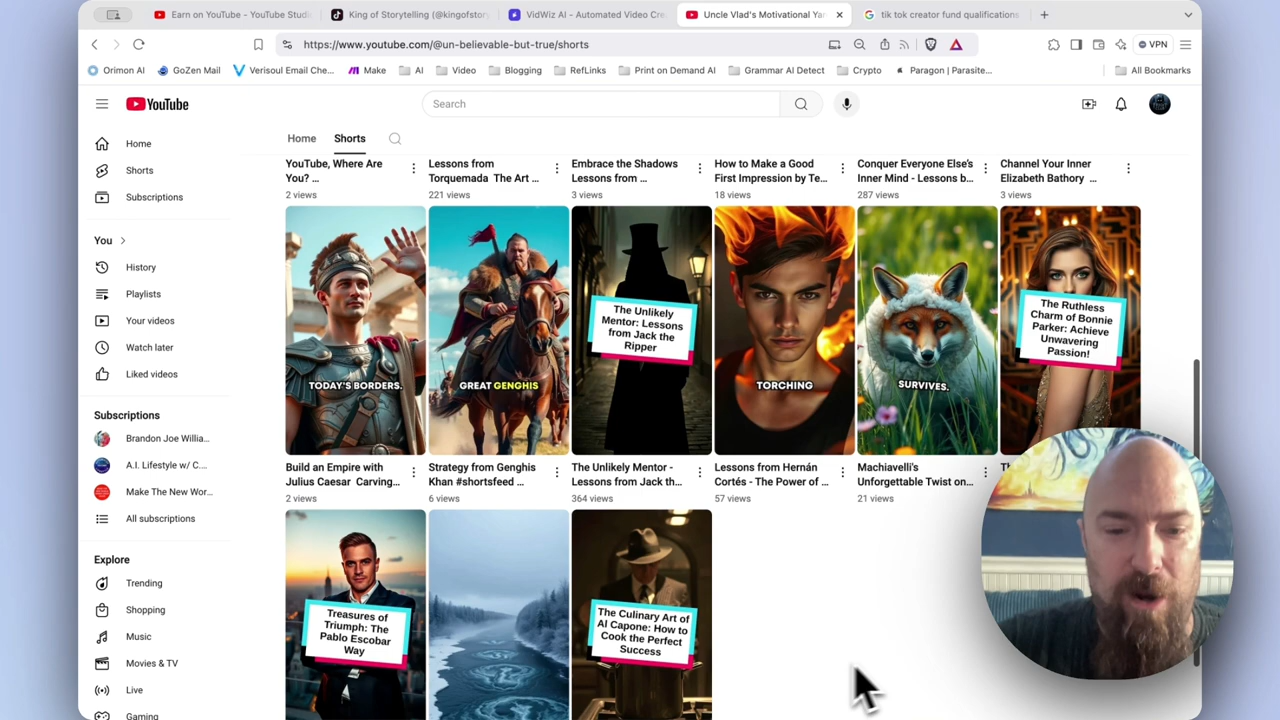 Earn on YouTube - YouTube Studi
King of Storytelling (@kingofstory
VidWiz AI - Automated Video Cre
Uncle Vlad's Motivational Yar
tik tok creator fund qualifications
https://www.youtube.com/@un-believable-but-true/shorts
VPN
Orimon AI
GoZen Mail
Verisoul Email Che...
Make
AI
Video
Blogging
RefLinks
Print on Demand AI
Grammar AI Detect
Crypto
Paragon | Parasite...
All Bookmarks
YouTube
Search
Home
Shorts
Subscriptions
You
History
Playlists
Your videos
Watch later
Liked videos
Subscriptions
Brandon Joe Willia...
A.I. Lifestyle w/ C...
Make The New Wor...
All subscriptions
Explore
Trending
Shopping
Music
Movies & TV
Live
Gaming
Home
Shorts
YouTube, Where Are
You? ...
2 views
Lessons from
Torquemada The Art ...
221 views
Embrace the Shadows
Lessons from ...
3 views
How to Make a Good
First Impression by Te...
18 views
Conquer Everyone Else's
Inner Mind - Lessons b...
287 views
Channel Your Inner
Elizabeth Bathory ...
3 views
TODAY'S BORDERS.
GREAT GENGHIS
The Unlikely
Mentor: Lessons
from Jack the
Ripper
TORCHING
SURVIVES.
The Ruthless
Charm of Bonnie
Parker: Achieve
Unwavering
Passion!
Build an Empire with
Julius Caesar Carving...
2 views
Strategy from Genghis
Khan #shortsfeed ...
6 views
The Unlikely Mentor -
Lessons from Jack th...
364 views
Lessons from Hernán
Cortés - The Power of ...
57 views
Machiavelli's
Unforgettable Twist on...
21 views
Treasures of
Triumph: The
Pablo Escobar
Way
The Culinary Art of
Al Capone: How to
Cook the Perfect
Success